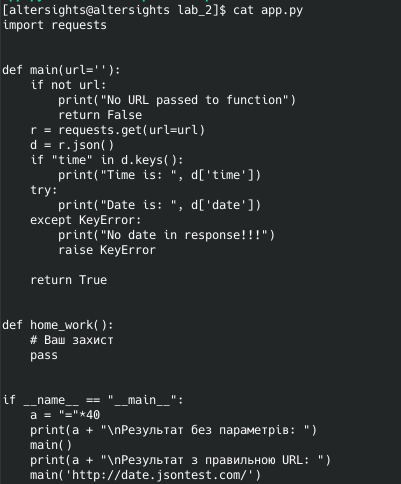 [altersights@altersights lab_2]$ cat app.py
import requests


def main(url=''):
    if not url:
        print("No URL passed to function")
        return False
    r = requests.get(url=url)
    d = r.json()
    if "time" in d.keys():
        print("Time is: ", d['time'])
    try:
        print("Date is: ", d['date'])
    except KeyError:
        print("No date in response!!!")
        raise KeyError

    return True


def home_work():
    # Ваш захист
    pass


if __name__ == "__main__":
    a = "="*40
    print(a + "\nРезультат без параметрів: ")
    main()
    print(a + "\nРезультат з правильною URL: ")
    main('http://date.jsontest.com/')